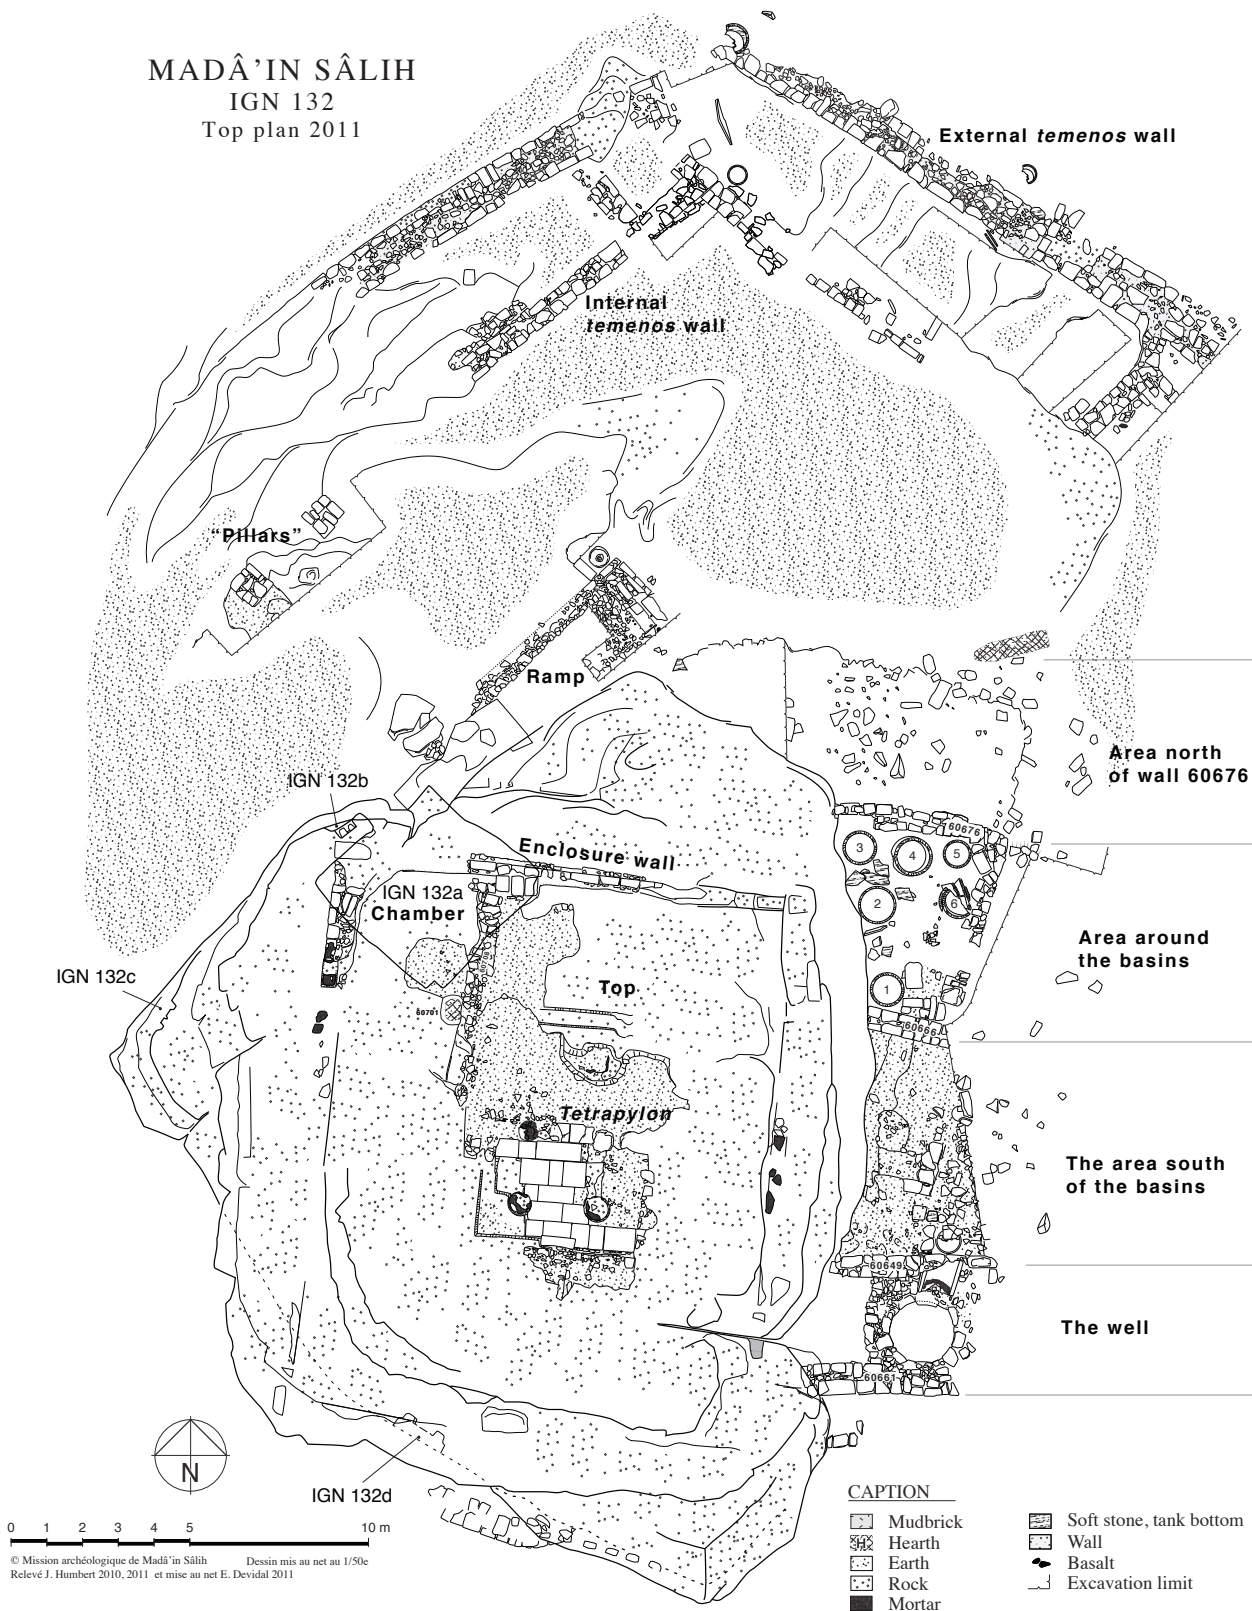 MADÂ’IN SÂLIH
IGN 132
Top plan 2011
External temenos wall
Internal
temenos wall
“Pillars”
Ramp
Area north
of wall 60676
IGN 132b
60676
Enclosure wall
3
4
5
IGN 132a
Chamber
2
6
Area around
the basins
IGN 132c
Top
1
60701
60666
Tetrapylon
The area south
of the basins
60649
The well
60661
N
IGN 132d
0 1 2 3 4 5 10 m
© Mission archéologique de Madâ’in Sâlih Dessin mis au net au 1/50e
Relevé J. Humbert 2010, 2011 et mise au net E. Devidal 2011
CAPTION
Mudbrick
Hearth
Earth
Rock
Mortar
Soft stone, tank bottom
Wall
Basalt
Excavation limit